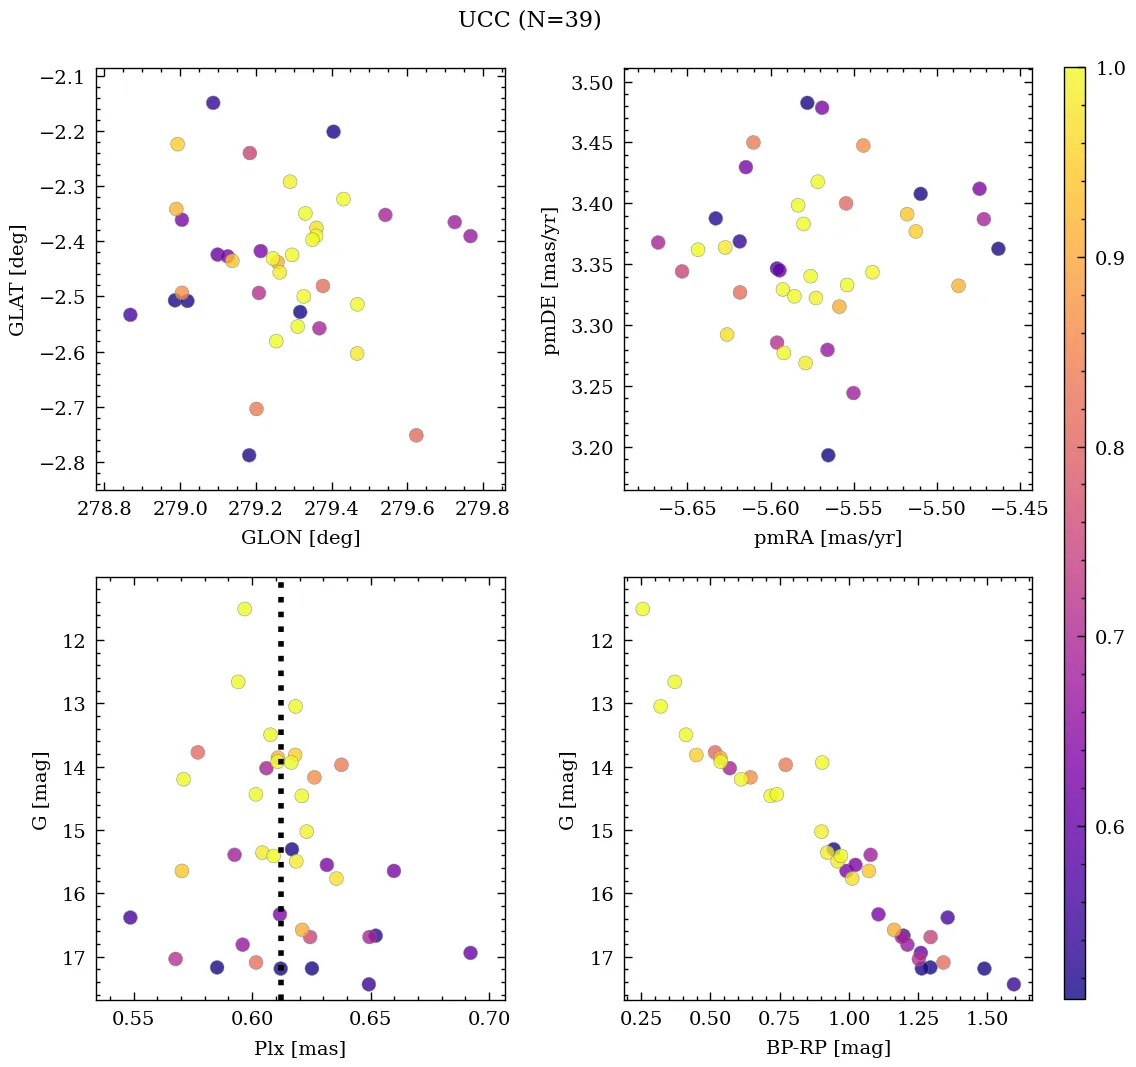 UCC (N=39)
−2.1
−2.2
−2.3
−2.4
−2.5
−2.6
−2.7
−2.8
GLAT [deg]
278.8 279.0 279.2 279.4 279.6 279.8
GLON [deg]
3.50
3.45
3.40
3.35
3.30
3.25
3.20
pmDE [mas/yr]
−5.65 −5.60 −5.55 −5.50 −5.45
pmRA [mas/yr]
12
13
14
15
16
17
G [mag]
0.55 0.60 0.65 0.70
Plx [mas]
12
13
14
15
16
17
G [mag]
0.25 0.50 0.75 1.00 1.25 1.50
BP-RP [mag]
1.0
0.9
0.8
0.7
0.6